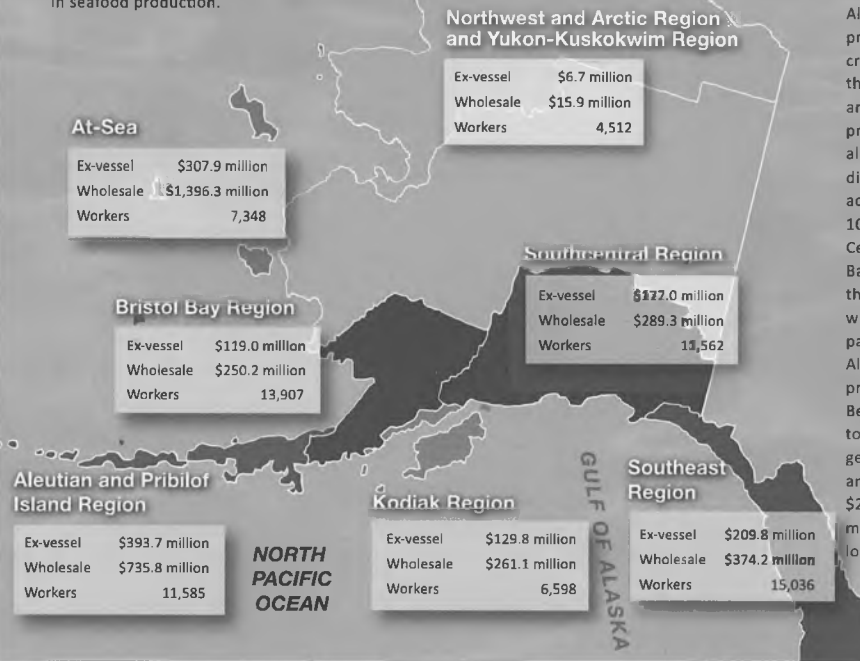 in seafood production.
Northwest and Arctic Region
and Yukon-Kuskokwim Region
Ex-vessel $6.7 million
Wholesale $15.9 million
Workers 4,512
At-Sea
Ex-vessel $307.9 million
Wholesale $1,396.3 million
Workers 7,348
Southcentral Region
Ex-vessel million
Wholesale $289.3 million
Workers
Bristol Bay Region
Ex-vessel $119.0 million
Wholesale $250.2 million
Workers 13,907
Aleutian and Pribilof
Island Region
Ex-vessel $393.7 million
Wholesale $735.8 million
Workers 11,585
NORTH
PACIFIC
OCEAN
Kodiak Region
Ex-vessel $129.8 million
Wholesale $261.1 million
Workers 6,598
GULF OF ALASKA
Southeast
Region
Ex-vessel $209.8 million
Wholesale $374.2 million
Workers 15,036